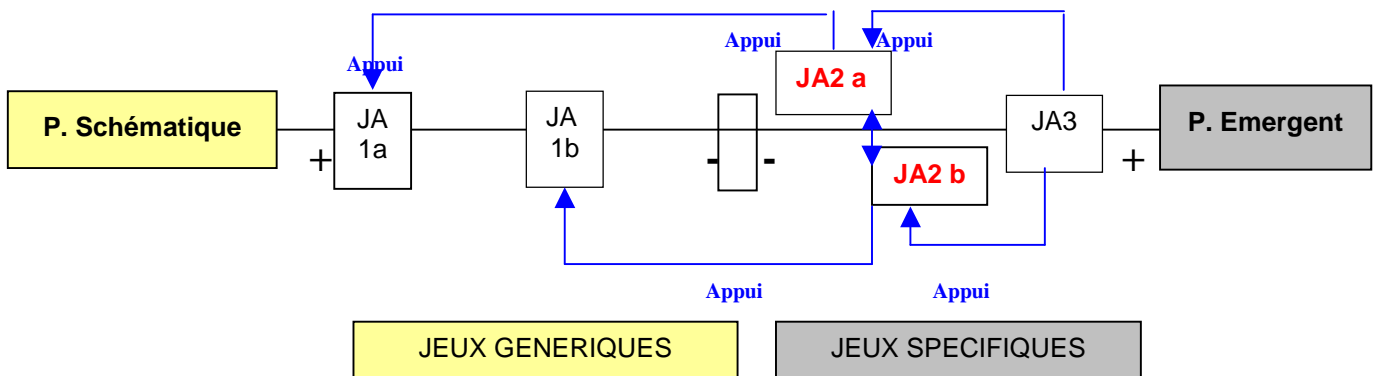 Appui
Appui
Appui
P. Schématique
+
JA
1a
JA
1b
-
-
JA2 a
JA2 b
JA3
+
P. Emergent
Appui
Appui
JEUX GENERIQUES
JEUX SPECIFIQUES